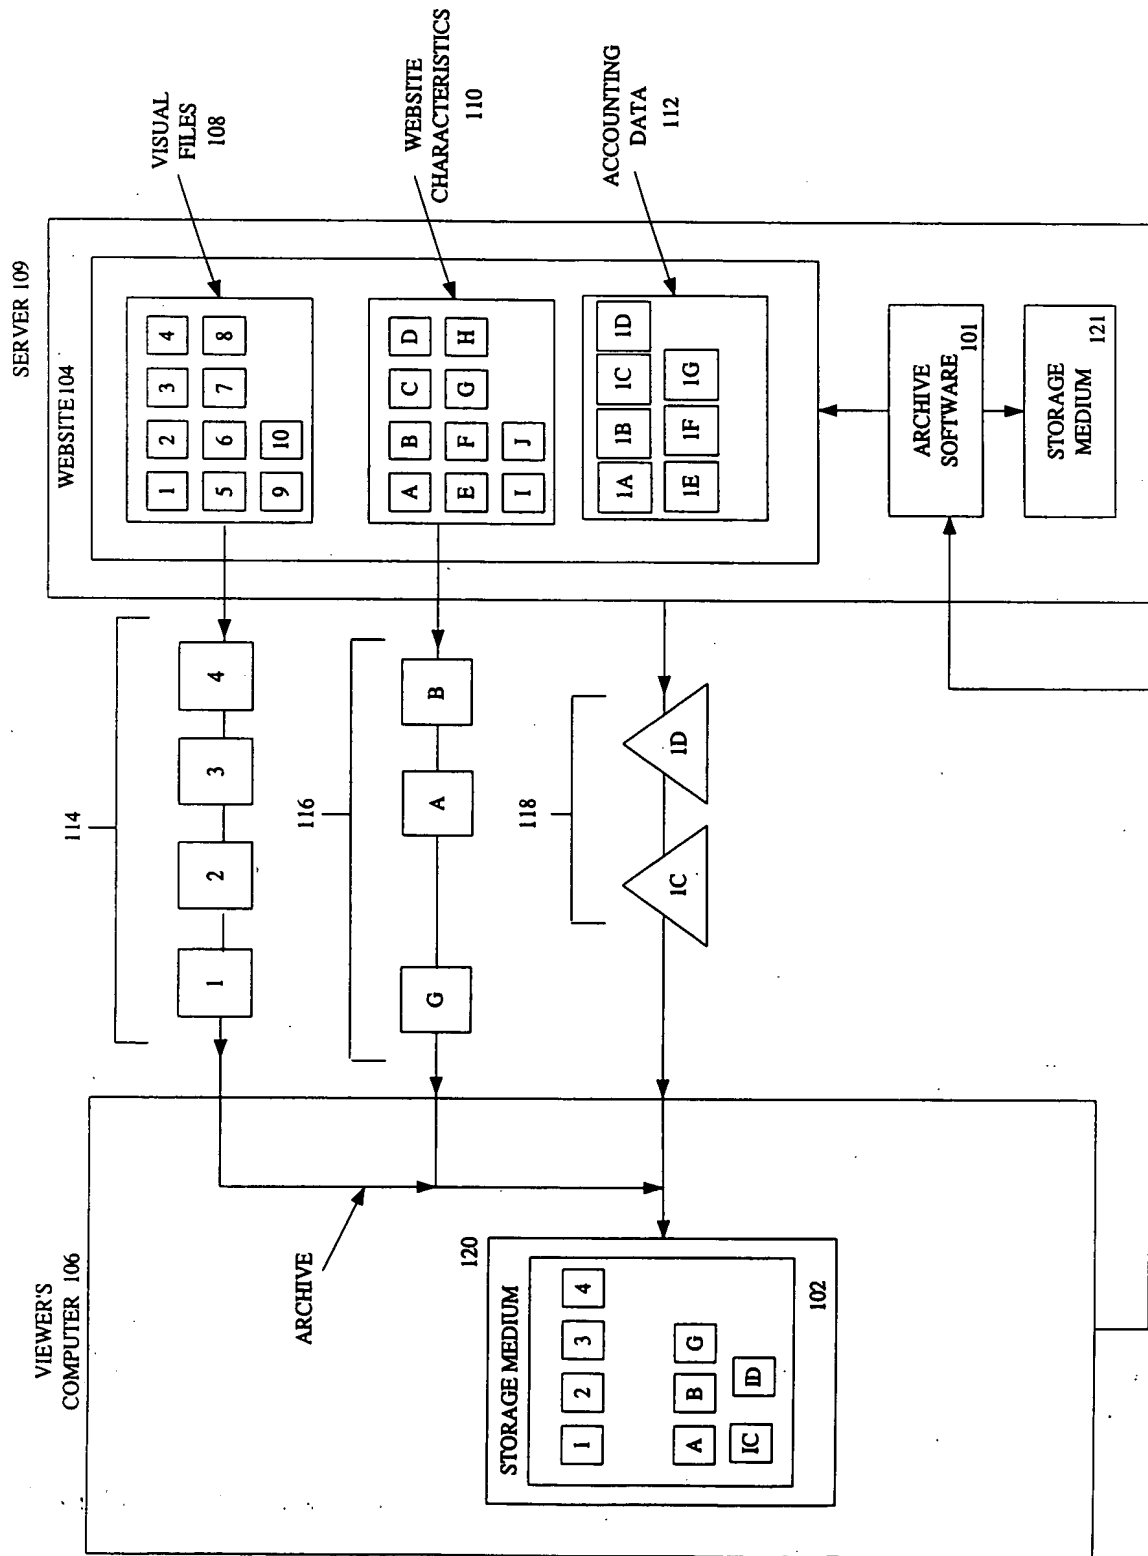 SERVER 109
WEBSITE 104
VISUAL
FILES
108
1
2
3
4
5
6
7
8
9
10
WEBSITE
CHARACTERISTICS
110
A
B
C
D
E
F
G
H
I
J
ACCOUNTING
DATA
112
1A
1B
1C
1D
1E
1F
1G
ARCHIVE
SOFTWARE
101
STORAGE
MEDIUM
121
114
1
2
3
4
116
G
A
B
118
1C
1D
VIEWER'S
COMPUTER 106
ARCHIVE
120
STORAGE MEDIUM
1
2
3
4
A
B
G
IC
ID
102